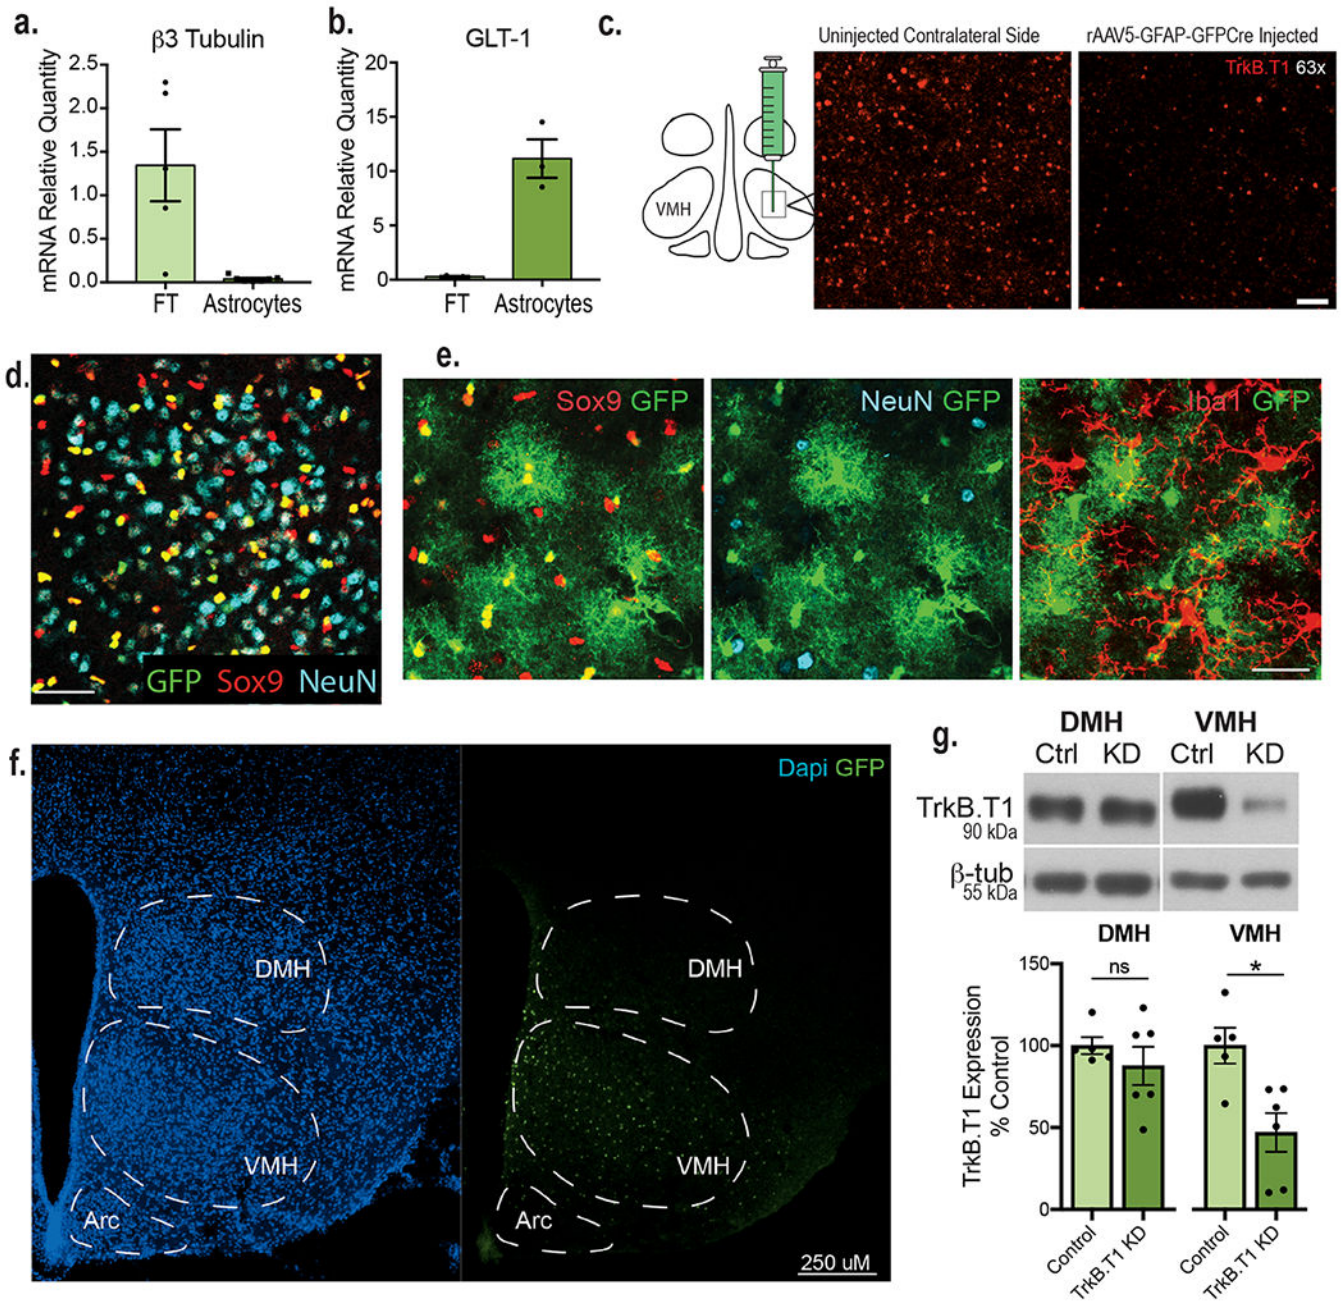 a.
β3 Tubulin
mRNA Relative Quantity
2.5
2.0
1.5
1.0
0.5
0.0
FT Astrocytes
b.
GLT-1
mRNA Relative Quantity
20
15
10
5
0
FT Astrocytes
c.
VMH
Uninjected Contralateral Side
rAAV5-GFAP-GFPCre Injected
TrkB.T1 63x
d.
GFP Sox9 NeuN
e.
Sox9 GFP
NeuN GFP
Iba1 GFP
f.
Dapi GFP
DMH
VMH
Arc
DMH
VMH
Arc
250 uM
g.
DMH VMH
Ctrl KD Ctrl KD
TrkB.T1
90 kDa
β-tub
55 kDa
DMH VMH
TrkB.T1 Expression
% Control
150
100
50
0
ns
*
Control
TrkB.T1 KD
Control
TrkB.T1 KD